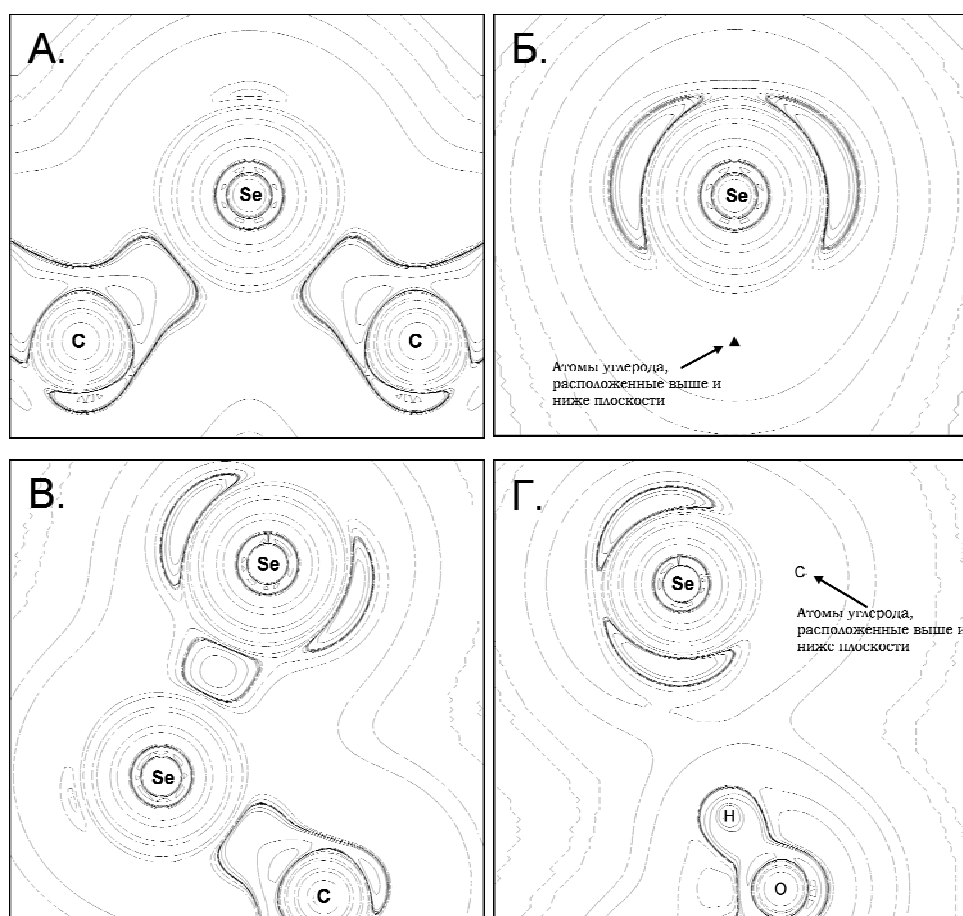 А.
Se
C
C
Б.
Se
Атомы углерода,
расположенные выше и
ниже плоскости
В.
Se
Se
C
Г.
Se
C
Атомы углерода,
расположенные выше и
ниже плоскости
H
O